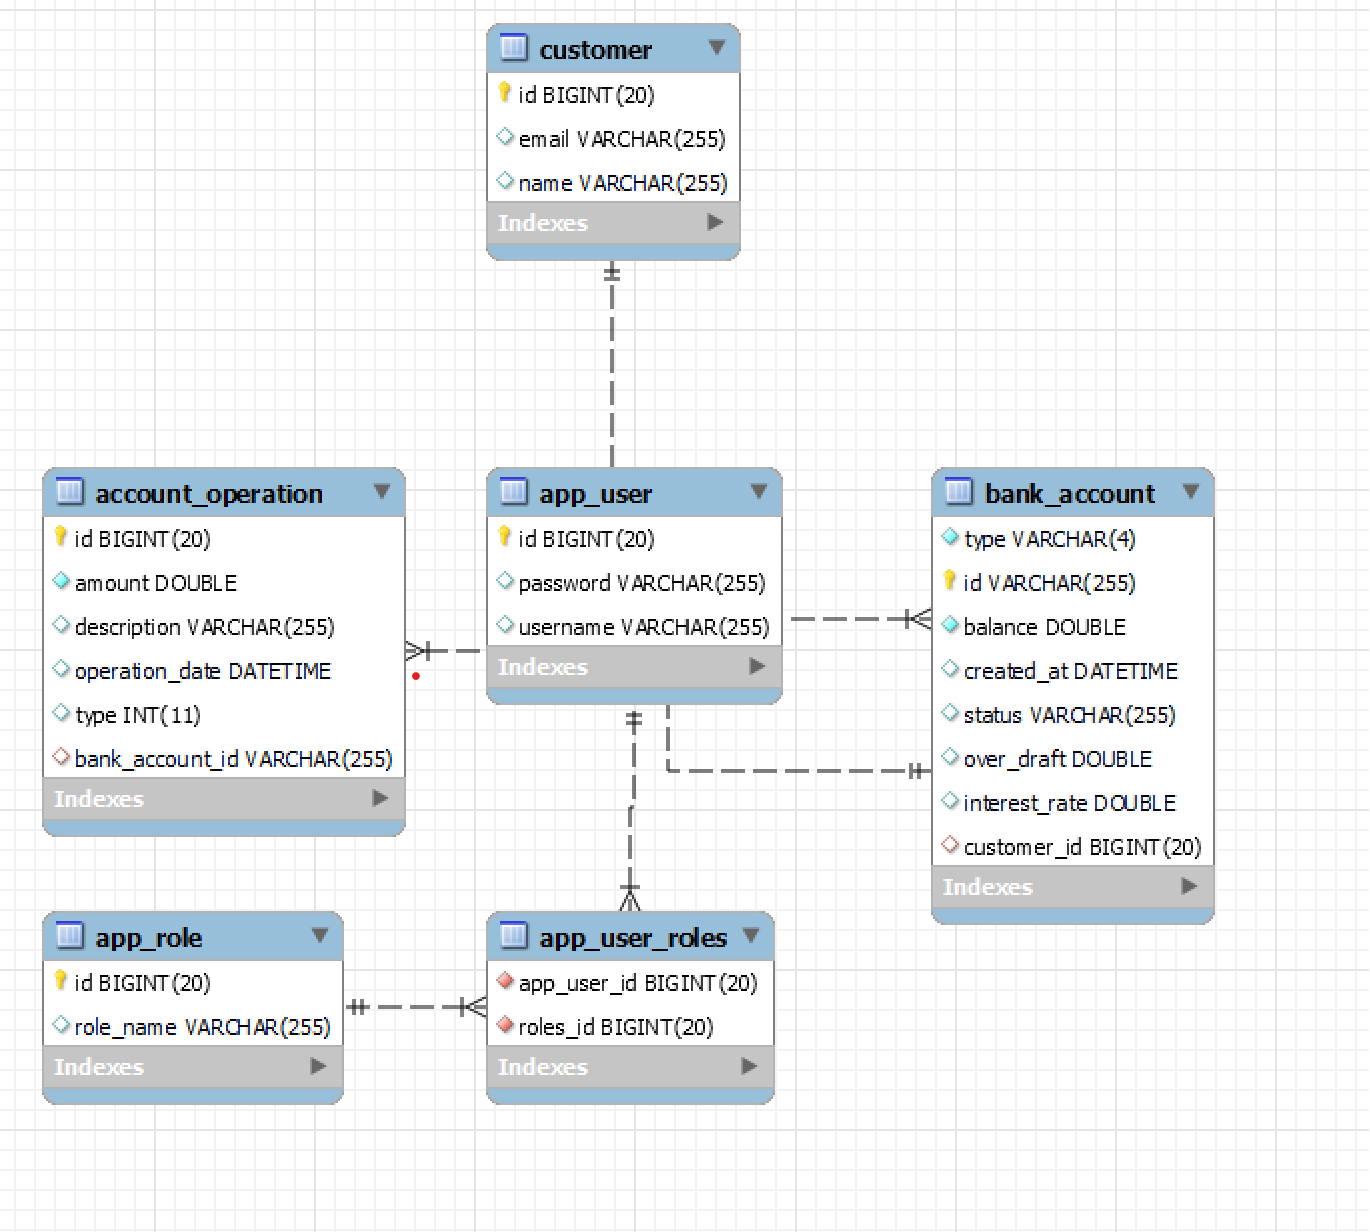 customer
id BIGINT(20)
email VARCHAR(255)
name VARCHAR(255)
Indexes
account_operation
id BIGINT(20)
amount DOUBLE
description VARCHAR(255)
operation_date DATETIME
type INT(11)
bank_account_id VARCHAR(255)
Indexes
app_user
id BIGINT(20)
password VARCHAR(255)
username VARCHAR(255)
Indexes
bank_account
type VARCHAR(4)
id VARCHAR(255)
balance DOUBLE
created_at DATETIME
status VARCHAR(255)
over_draft DOUBLE
interest_rate DOUBLE
customer_id BIGINT(20)
Indexes
app_role
id BIGINT(20)
role_name VARCHAR(255)
Indexes
app_user_roles
app_user_id BIGINT(20)
roles_id BIGINT(20)
Indexes